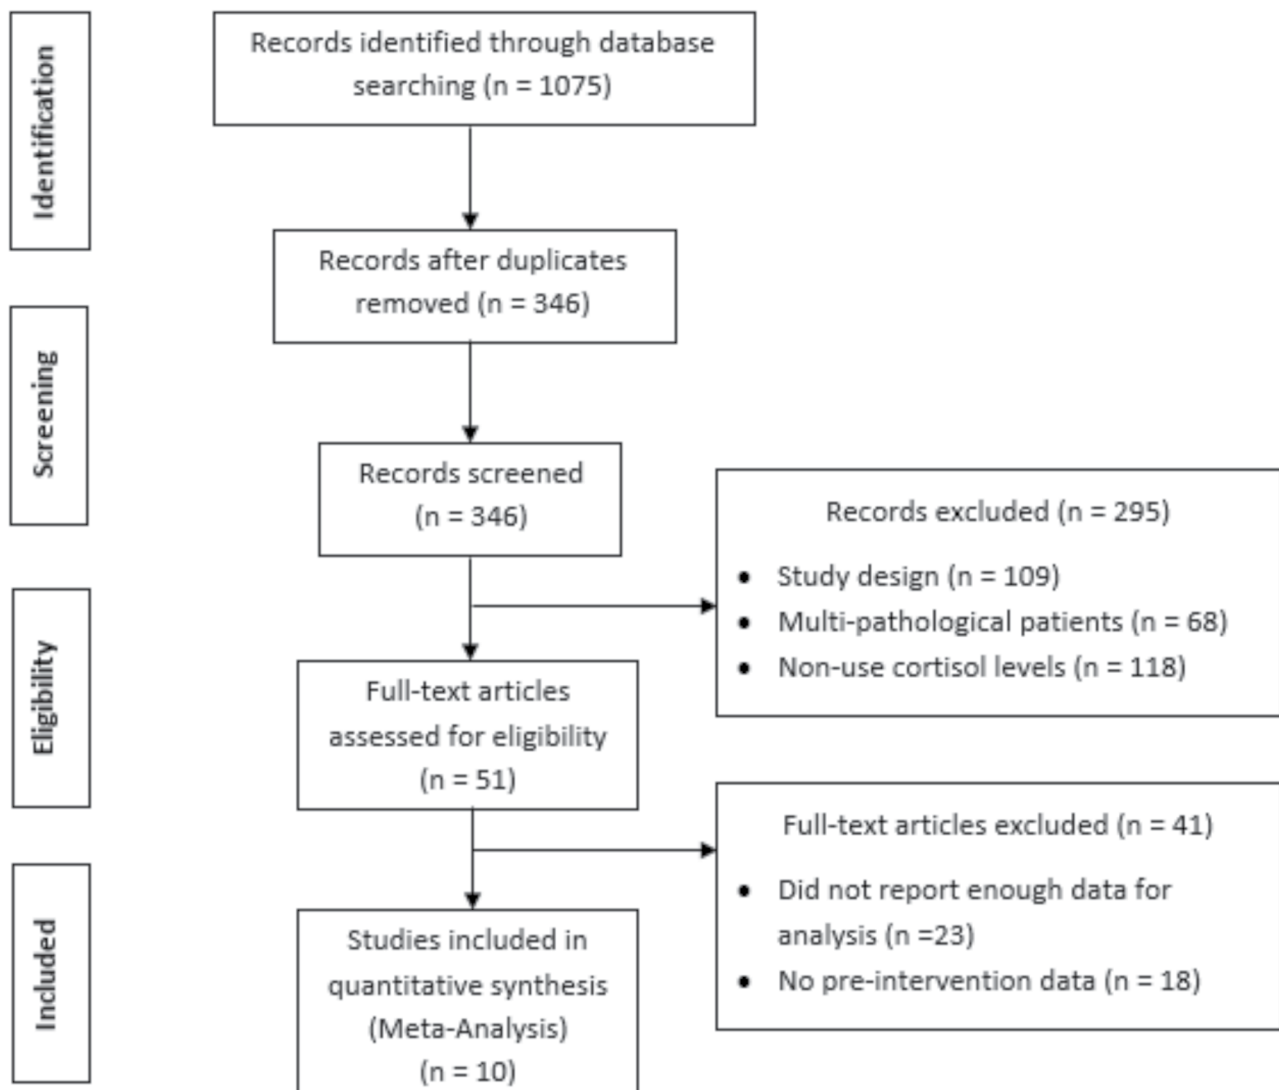 Identification
Records identified through database
searching (n = 1075)
Records after duplicates
removed (n = 346)
Screening
Records screened
(n = 346)
Records excluded (n = 295)
• Study design (n = 109)
• Multi-pathological patients (n = 68)
• Non-use cortisol levels (n = 118)
Eligibility
Full-text articles
assessed for eligibility
(n = 51)
Full-text articles excluded (n = 41)
• Did not report enough data for
analysis (n =23)
• No pre-intervention data (n = 18)
Included
Studies included in
quantitative synthesis
(Meta-Analysis)
(n = 10)